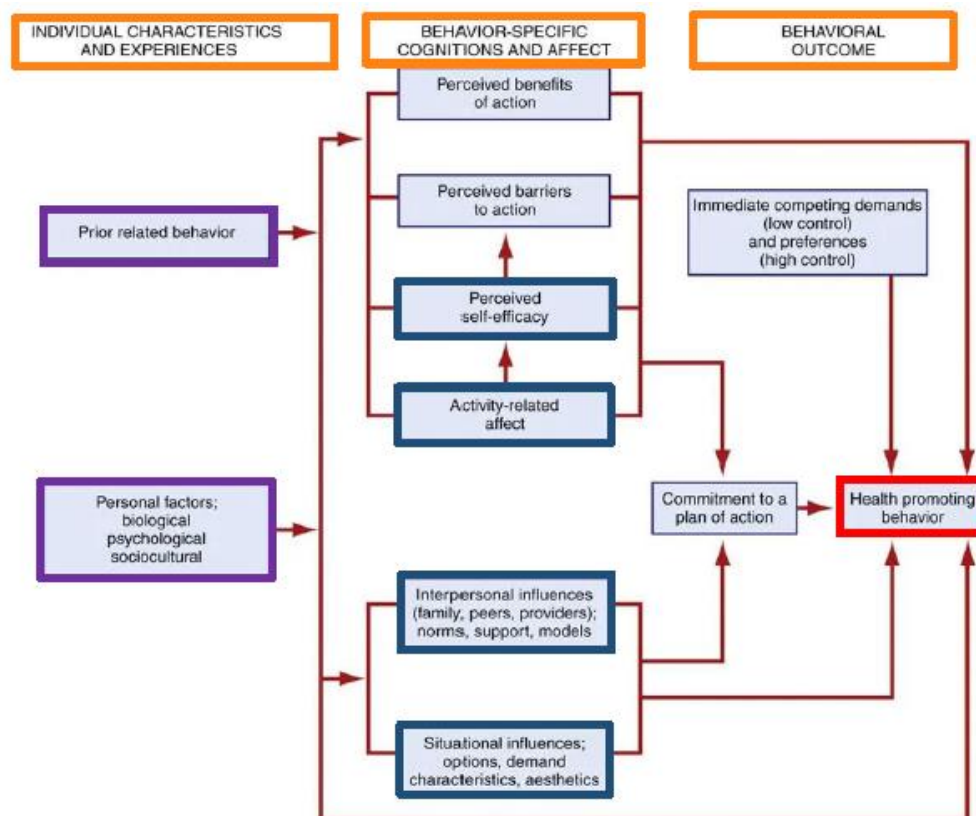 INDIVIDUAL CHARACTERISTICS
AND EXPERIENCES
BEHAVIOR-SPECIFIC
COGNITIONS AND AFFECT
BEHAVIORAL
OUTCOME
Perceived benefits
of action
Perceived barriers
to action
Immediate competing demands
(low control)
and preferences
(high control)
Prior related behavior
Perceived
self-efficacy
Activity-related
affect
Personal factors;
biological
psychological
sociocultural
Commitment to a
plan of action
Health promoting
behavior
Interpersonal influences
(family, peers, providers);
norms, support, models
Situational influences;
options, demand
characteristics, aesthetics